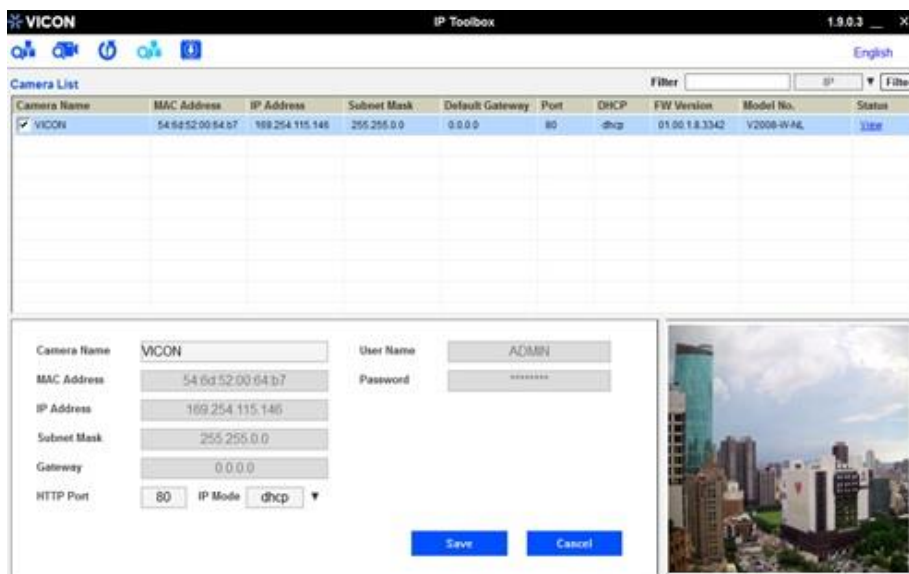 VICON IP Toolbox 1.9.0.3
English
Camera List Filter IP Filte
Camera Name MAC Address IP Address Subnet Mask Default Gateway Port DHCP FW Version Model No. Status
VICON 54:6d:52:00:64:b7 169.254.115.146 255.255.0.0 0.0.0.0 80 dhcp 01.00.1.8.3342 V2008-W-NL View
Camera Name VICON User Name ADMIN
MAC Address 54:6d:52:00:64:b7 Password ********
IP Address 169.254.115.146
Subnet Mask 255.255.0.0
Gateway 0.0.0.0
HTTP Port 80 IP Mode dhcp
Save Cancel